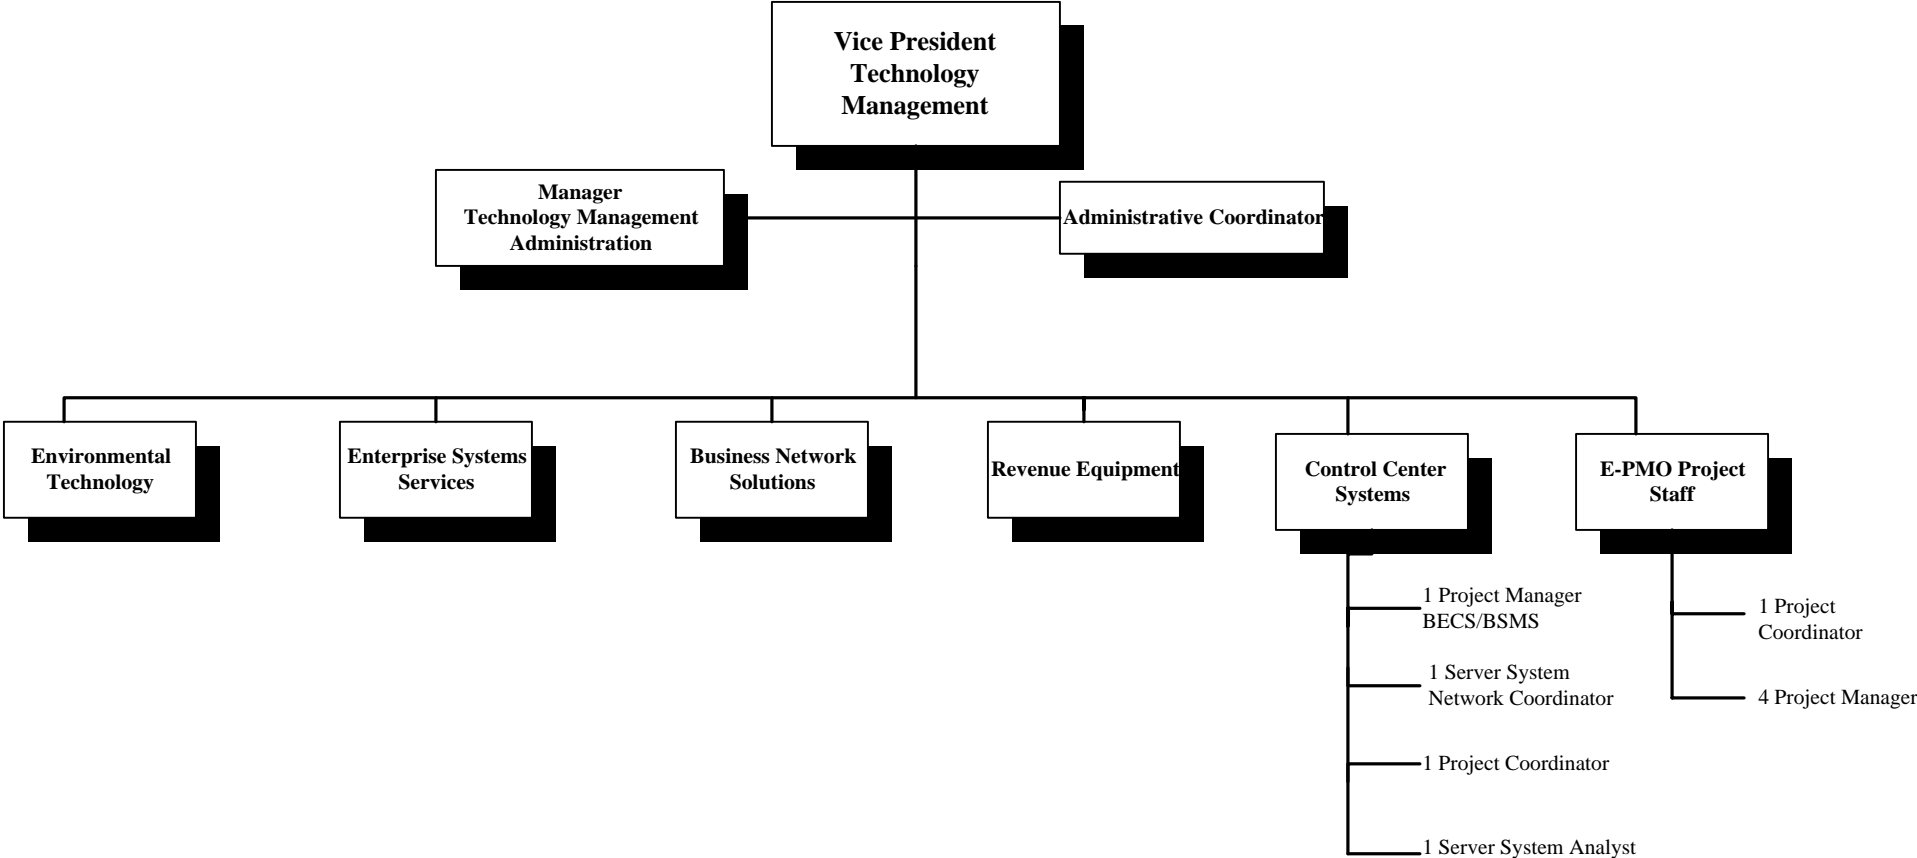 Vice President
Technology
Management
Manager
Technology Management
Administration
Administrative Coordinator
Environmental
Technology
Enterprise Systems
Services
Business Network
Solutions
Revenue Equipment
Control Center
Systems
E-PMO Project
Staff
1 Project Manager
BECS/BSMS
1 Server System
Network Coordinator
1 Project Coordinator
1 Server System Analyst
1 Project
Coordinator
4 Project Manager